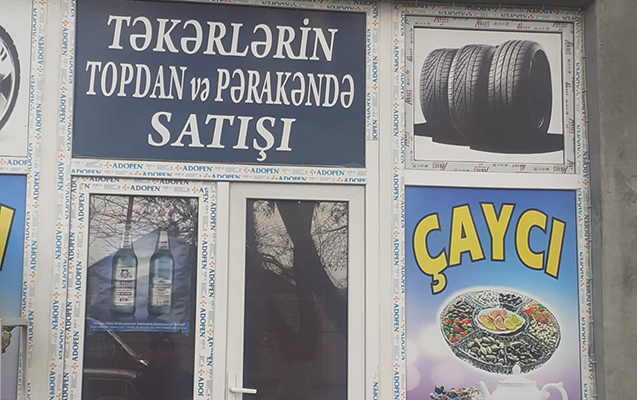 TƏKƏRLƏRİN
TOPDAN və PƏRAKƏNDƏ
SATIŞI
ÇAYCI
ADOPEN